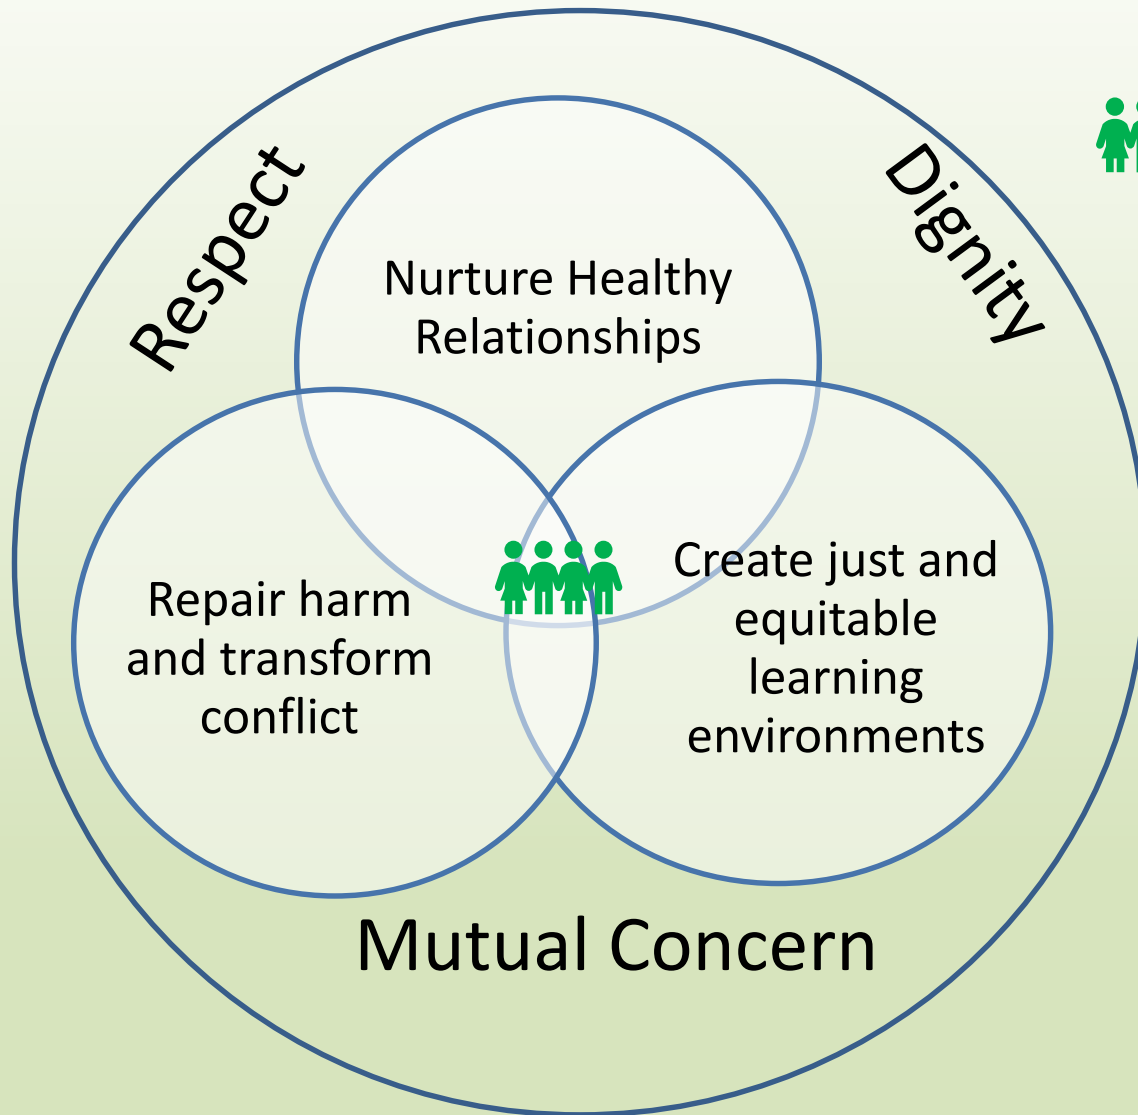 Respect
Dignity
Nurture Healthy
Relationships
Repair harm
and transform
conflict
Create just and
equitable
learning
environments
Mutual Concern